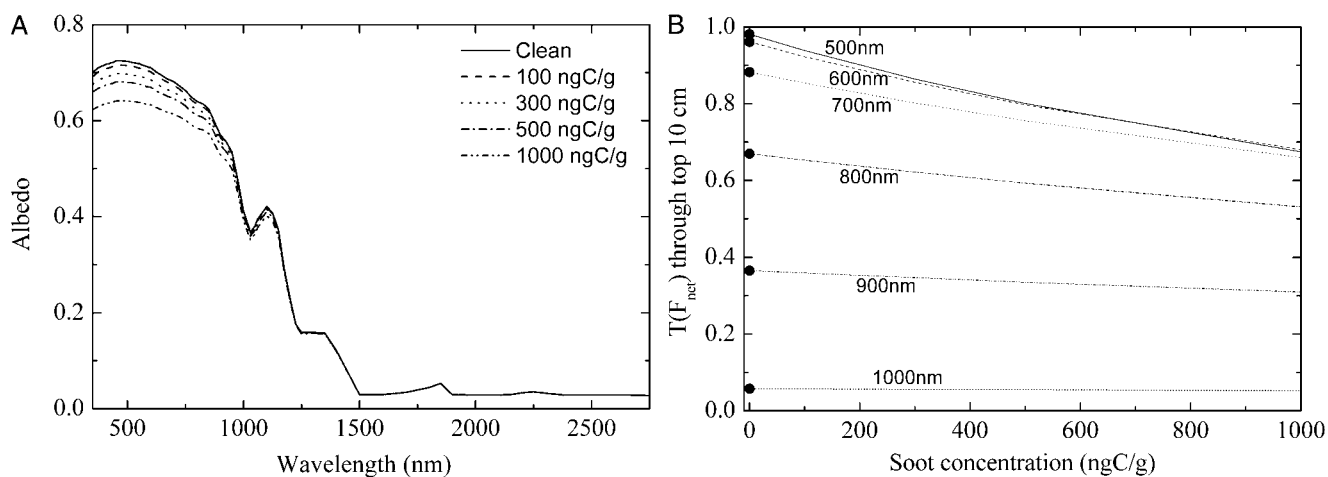 A
0.8
0.6
0.4
0.2
0.0
Albedo
500
1000
1500
2000
2500
Wavelength (nm)
Clean
100 ngC/g
300 ngC/g
500 ngC/g
1000 ngC/g
B
1.0
0.8
0.6
0.4
0.2
0.0
T(Fnet) through top 10 cm
500nm
600nm
700nm
800nm
900nm
1000nm
0
200
400
600
800
1000
Soot concentration (ngC/g)